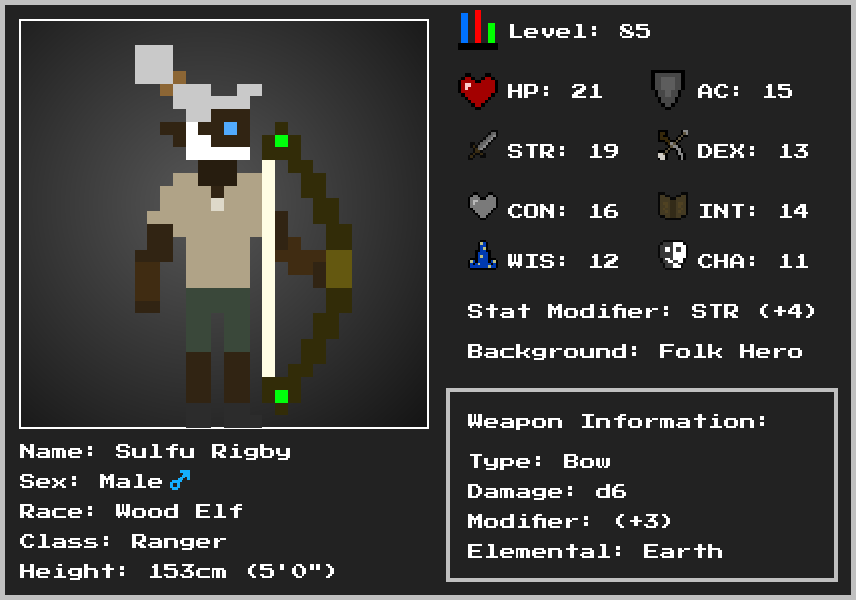 Level: 85
HP: 21
AC: 15
STR: 19
DEX: 13
CON: 16
INT: 14
WIS: 12
CHA: 11
Stat Modifier: STR (+4)
Background: Folk Hero
Weapon Information:
Type: Bow
Damage: d6
Modifier: (+3)
Elemental: Earth
Name: Sulfu Rigby
Sex: Male♂
Race: Wood Elf
Class: Ranger
Height: 153cm (5'0")